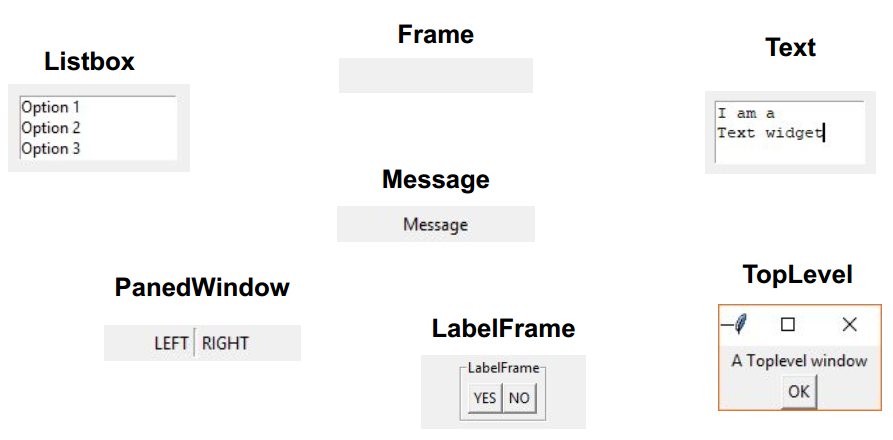 Frame
Listbox
Text
Option 1
Option 2
Option 3
I am a
Text widget
Message
Message
PanedWindow
LEFT RIGHT
TopLevel
A Toplevel window
OK
LabelFrame
LabelFrame
YES NO